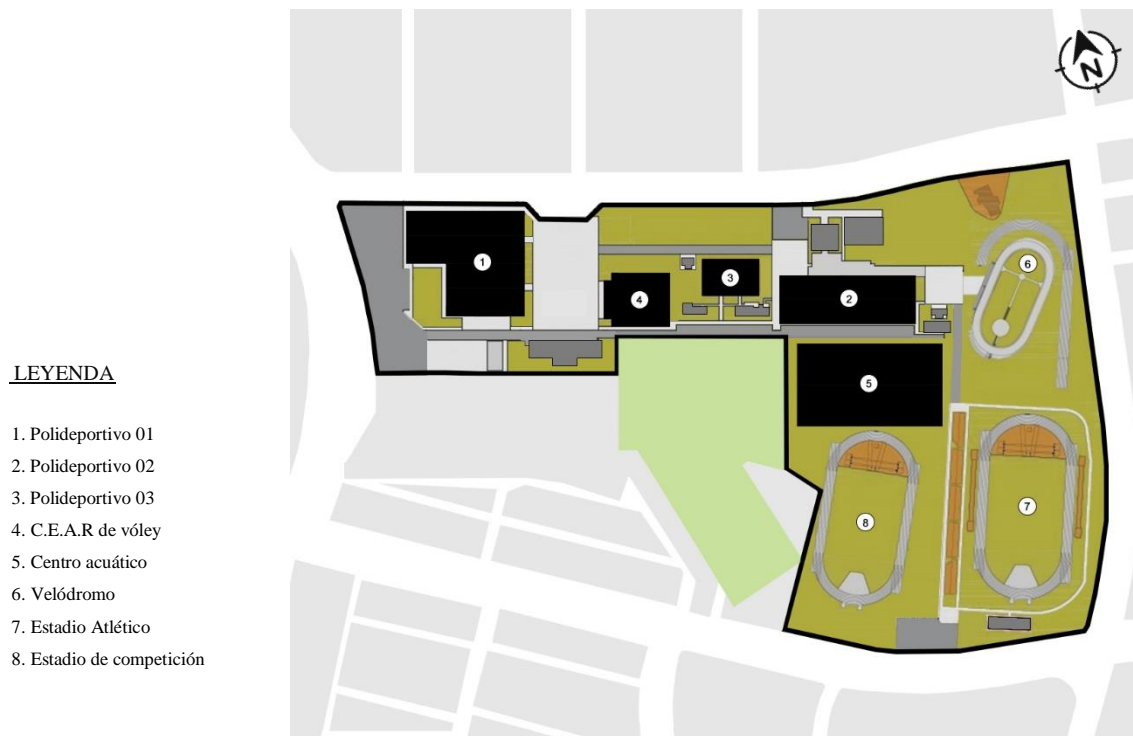 N
1
3
6
4
2
5
8
7
LEYENDA
1. Polideportivo 01
2. Polideportivo 02
3. Polideportivo 03
4. C.E.A.R de vóley
5. Centro acuático
6. Velódromo
7. Estadio Atlético
8. Estadio de competición